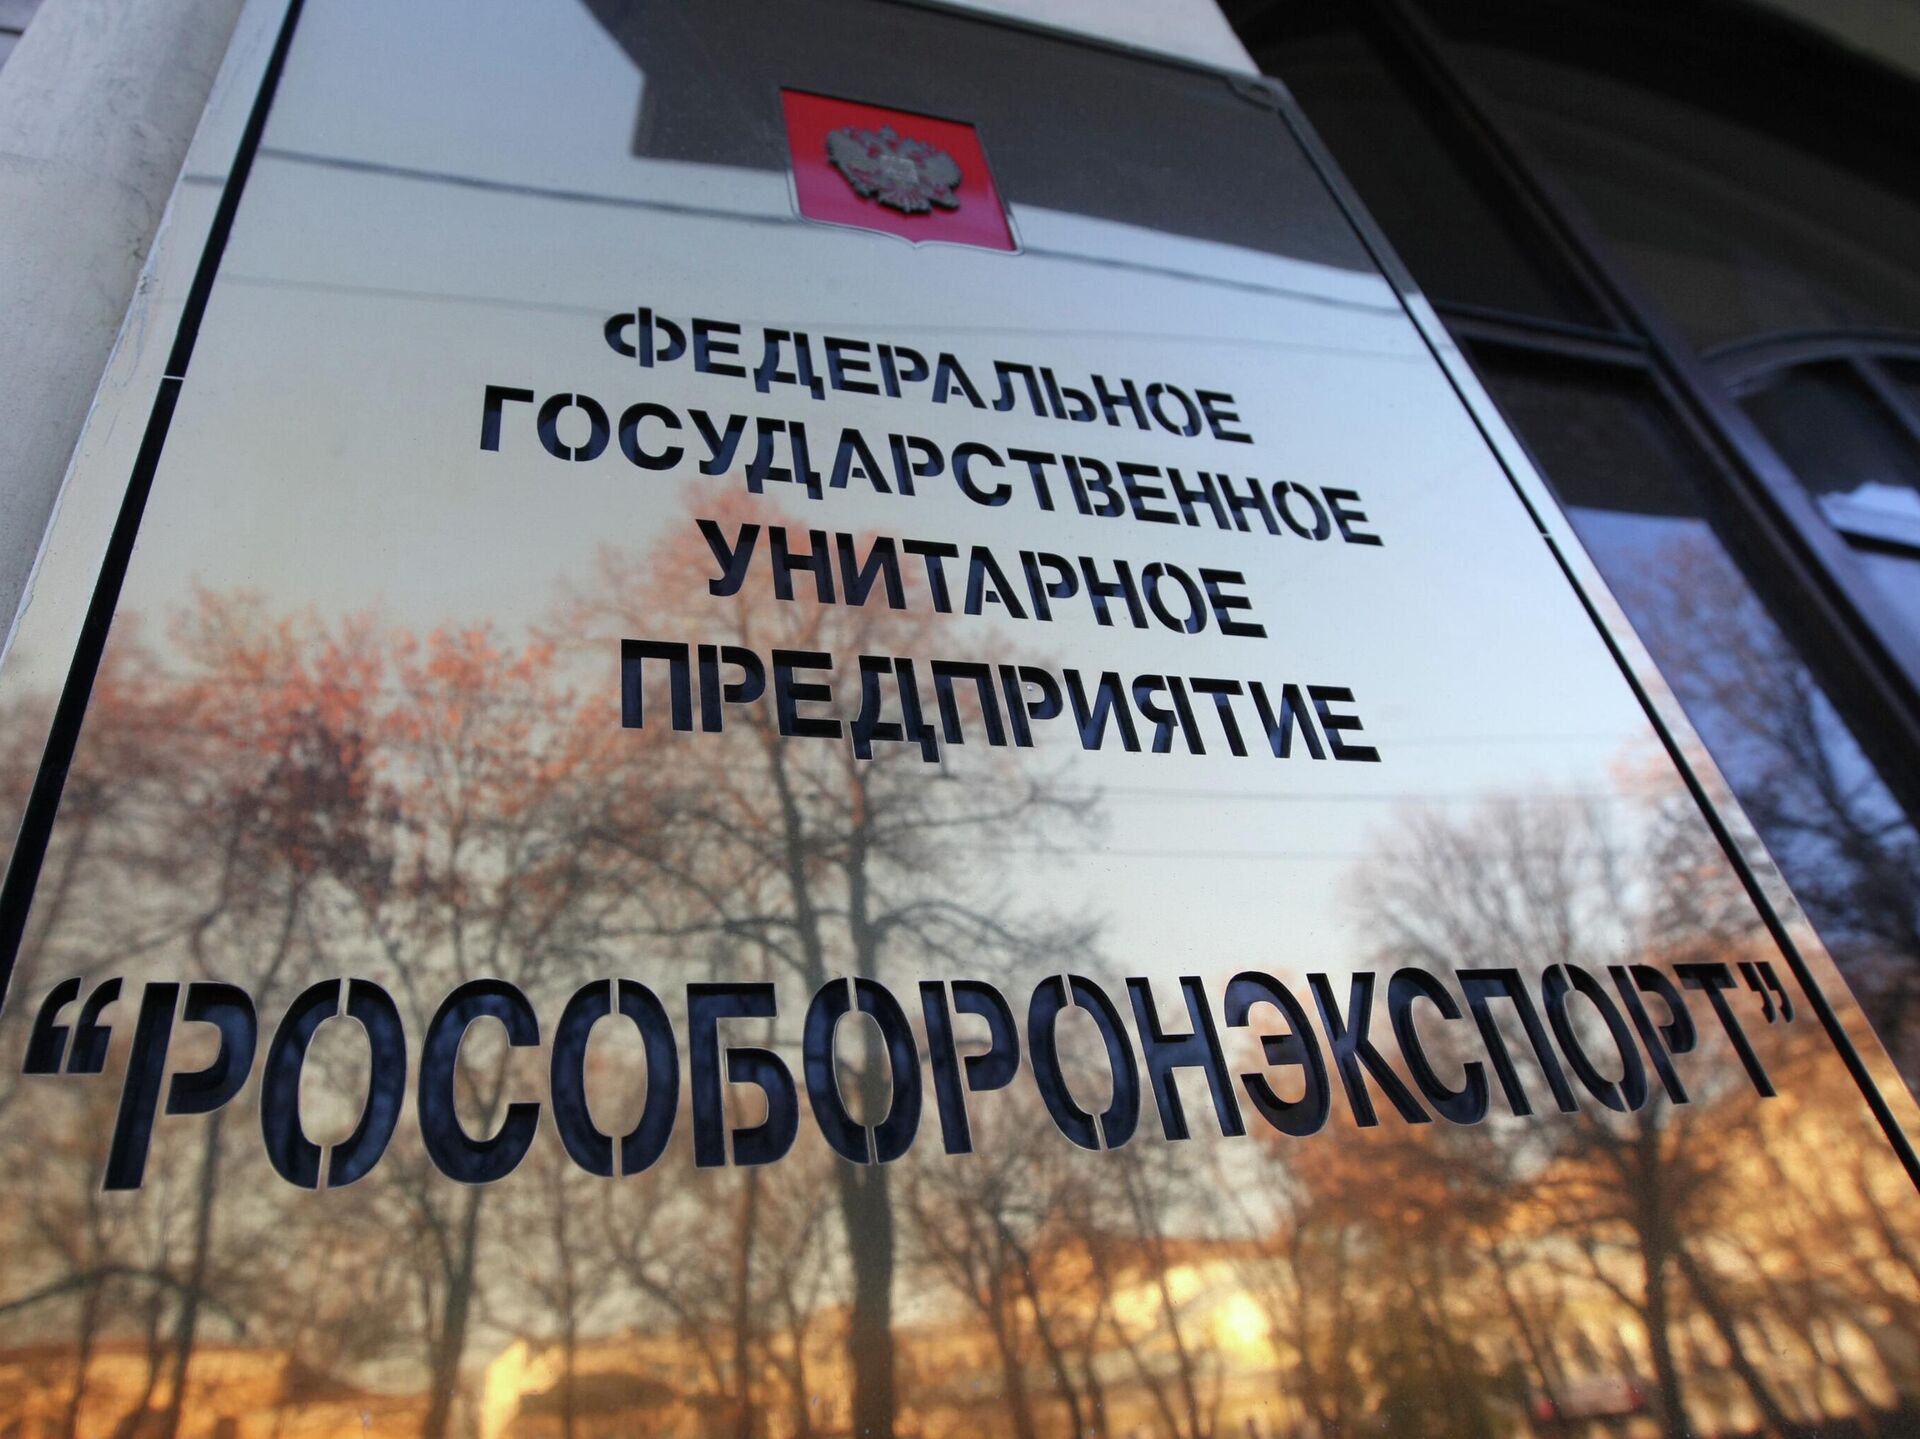 ФЕДЕРАЛЬНОЕ
ГОСУДАРСТВЕННОЕ
УНИТАРНОЕ
ПРЕДПРИЯТИЕ
“РОСОБОРОНЭКСПОРТ”